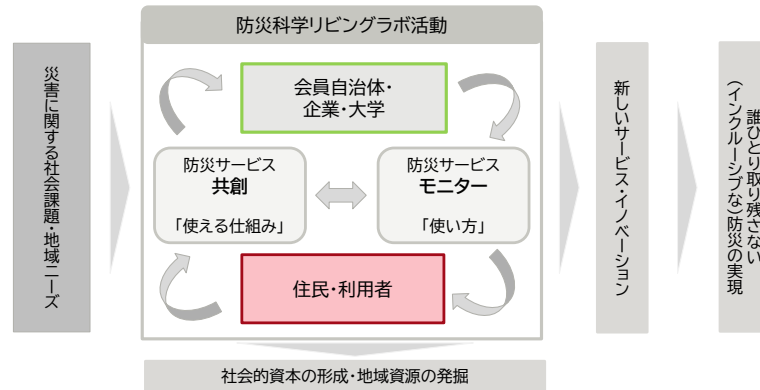 防災科学リビングラボ活動
災害に関する社会課題・地域ニーズ
会員自治体・
企業・大学
防災サービス
共創
「使える仕組み」
防災サービス
モニター
「使い方」
住民・利用者
社会的資本の形成・地域資源の発掘
新しいサービス・イノベーション
誰ひとり取り残さない
(インクルーシブな)防災の実現